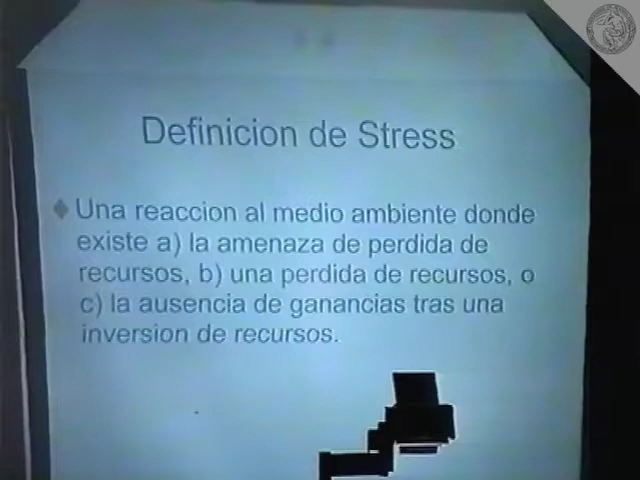 Definicion de Stress
Una reaccion al medio ambiente donde
existe a) la amenaza de perdida de
recursos, b) una perdida de recursos, o
c) la ausencia de ganancias tras una
inversion de recursos.